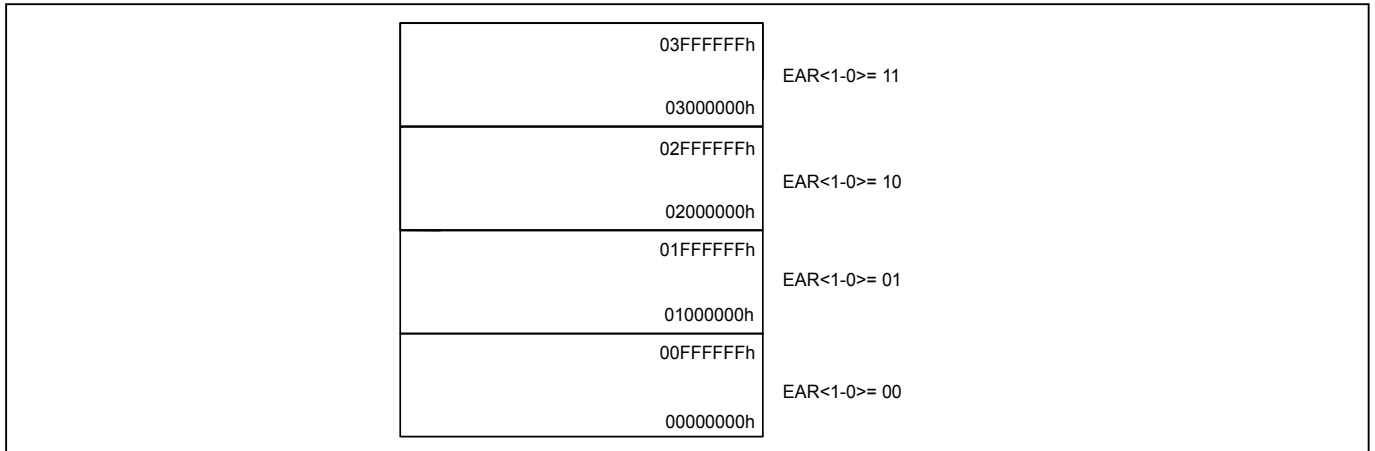 03FFFFFFh
EAR<1-0>= 11
03000000h
02FFFFFFh
EAR<1-0>= 10
02000000h
01FFFFFFh
EAR<1-0>= 01
01000000h
00FFFFFFh
EAR<1-0>= 00
00000000h